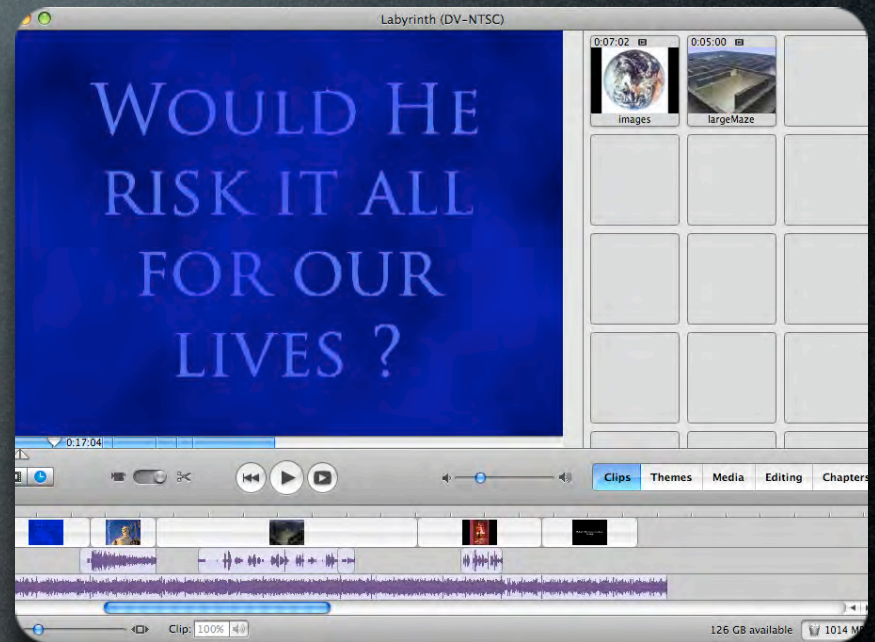 Labyrinth (DV-NTSC)
WOULD HE
RISK IT ALL
FOR OUR
LIVES ?
0:07:02
images
0:05:00
largeMaze
0:17:04
Clips Themes Media Editing Chapters
Clip: 100%
126 GB available
1014 M